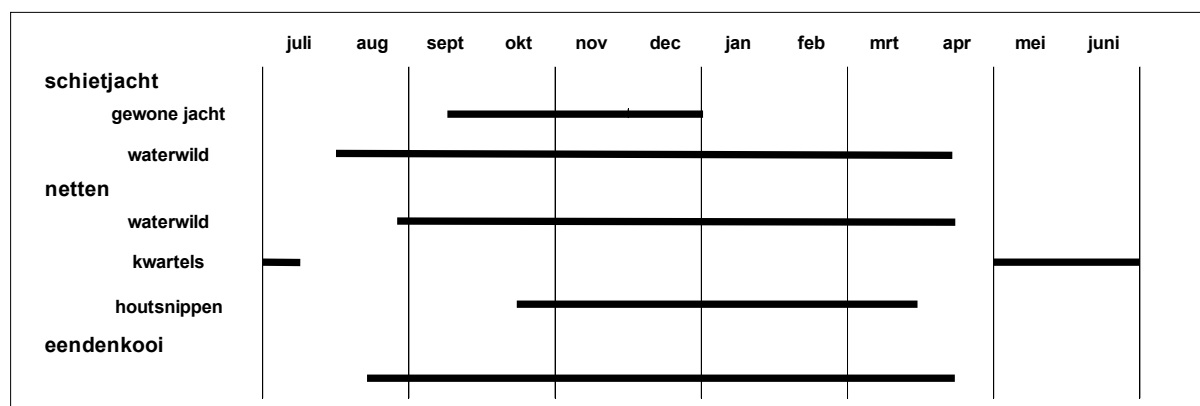 juli aug sept okt nov dec jan feb mrt apr mei juni
schietjacht
gewone jacht
waterwild
netten
waterwild
kwartels
houtsnippen
eendenkooi